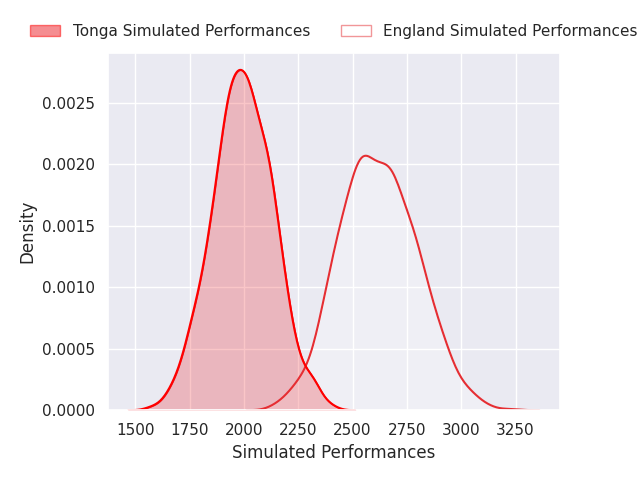 Tonga Simulated Performances England Simulated Performances
Density
0.0025
0.0020
0.0015
0.0010
0.0005
0.0000
1500 1750 2000 2250 2500 2750 3000 3250
Simulated Performances